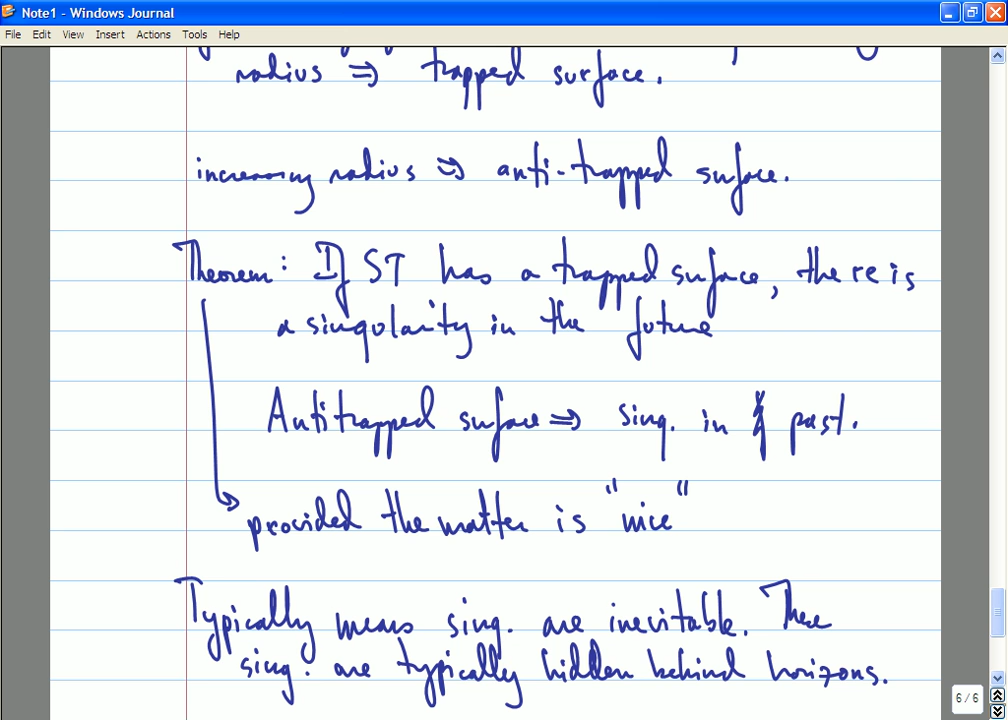 Note1 - Windows Journal
File Edit View Insert Actions Tools Help
radius ⇒ trapped surface.
increasing radius ⇒ anti-trapped surface.
Theorem: If ST has a trapped surface, there is
a singularity in the future
Antitrapped surface ⇒ sing. in past.
provided the matter is "nice"
Typically means sing. are inevitable. These
sing. are typically hidden behind horizons.
6/6